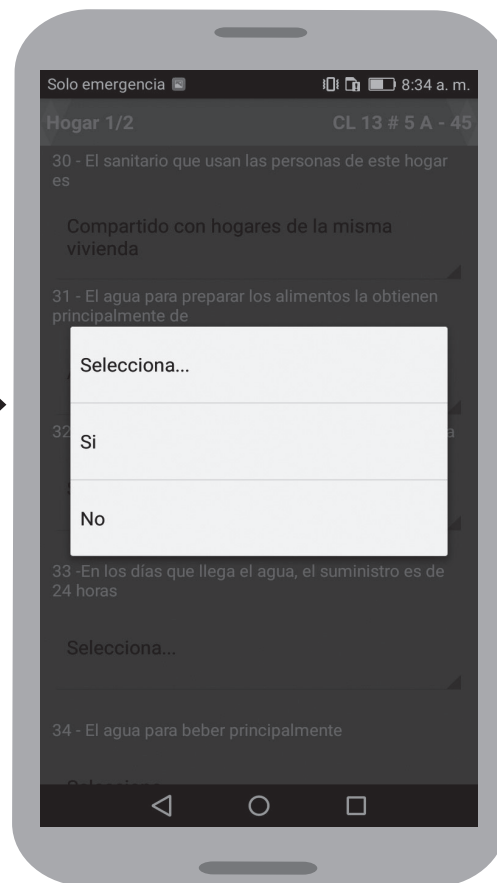 Solo emergencia 8:34 a. m.
Hogar 1/2 CL 13 # 5 A - 45
30 - El sanitario que usan las personas de este hogar
es
Compartido con hogares de la misma
vivienda
31 - El agua para preparar los alimentos la obtienen
principalmente de
Selecciona...
32
Si
No
33 -En los días que llega el agua, el suministro es de
24 horas
Selecciona...
34 - El agua para beber principalmente